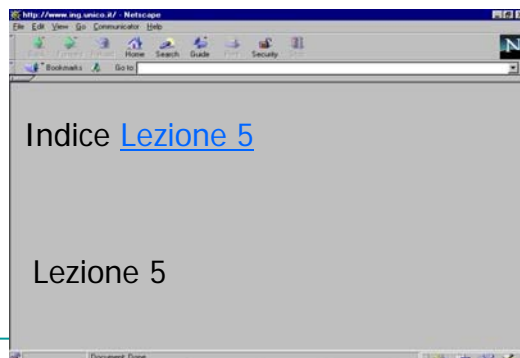 http://www.ing.unico.it/ - Netscape
File Edit View Go Communicator Help
Home Search Guide Security
Bookmarks Go to:
N
Indice Lezione 5
Lezione 5
Document: Done